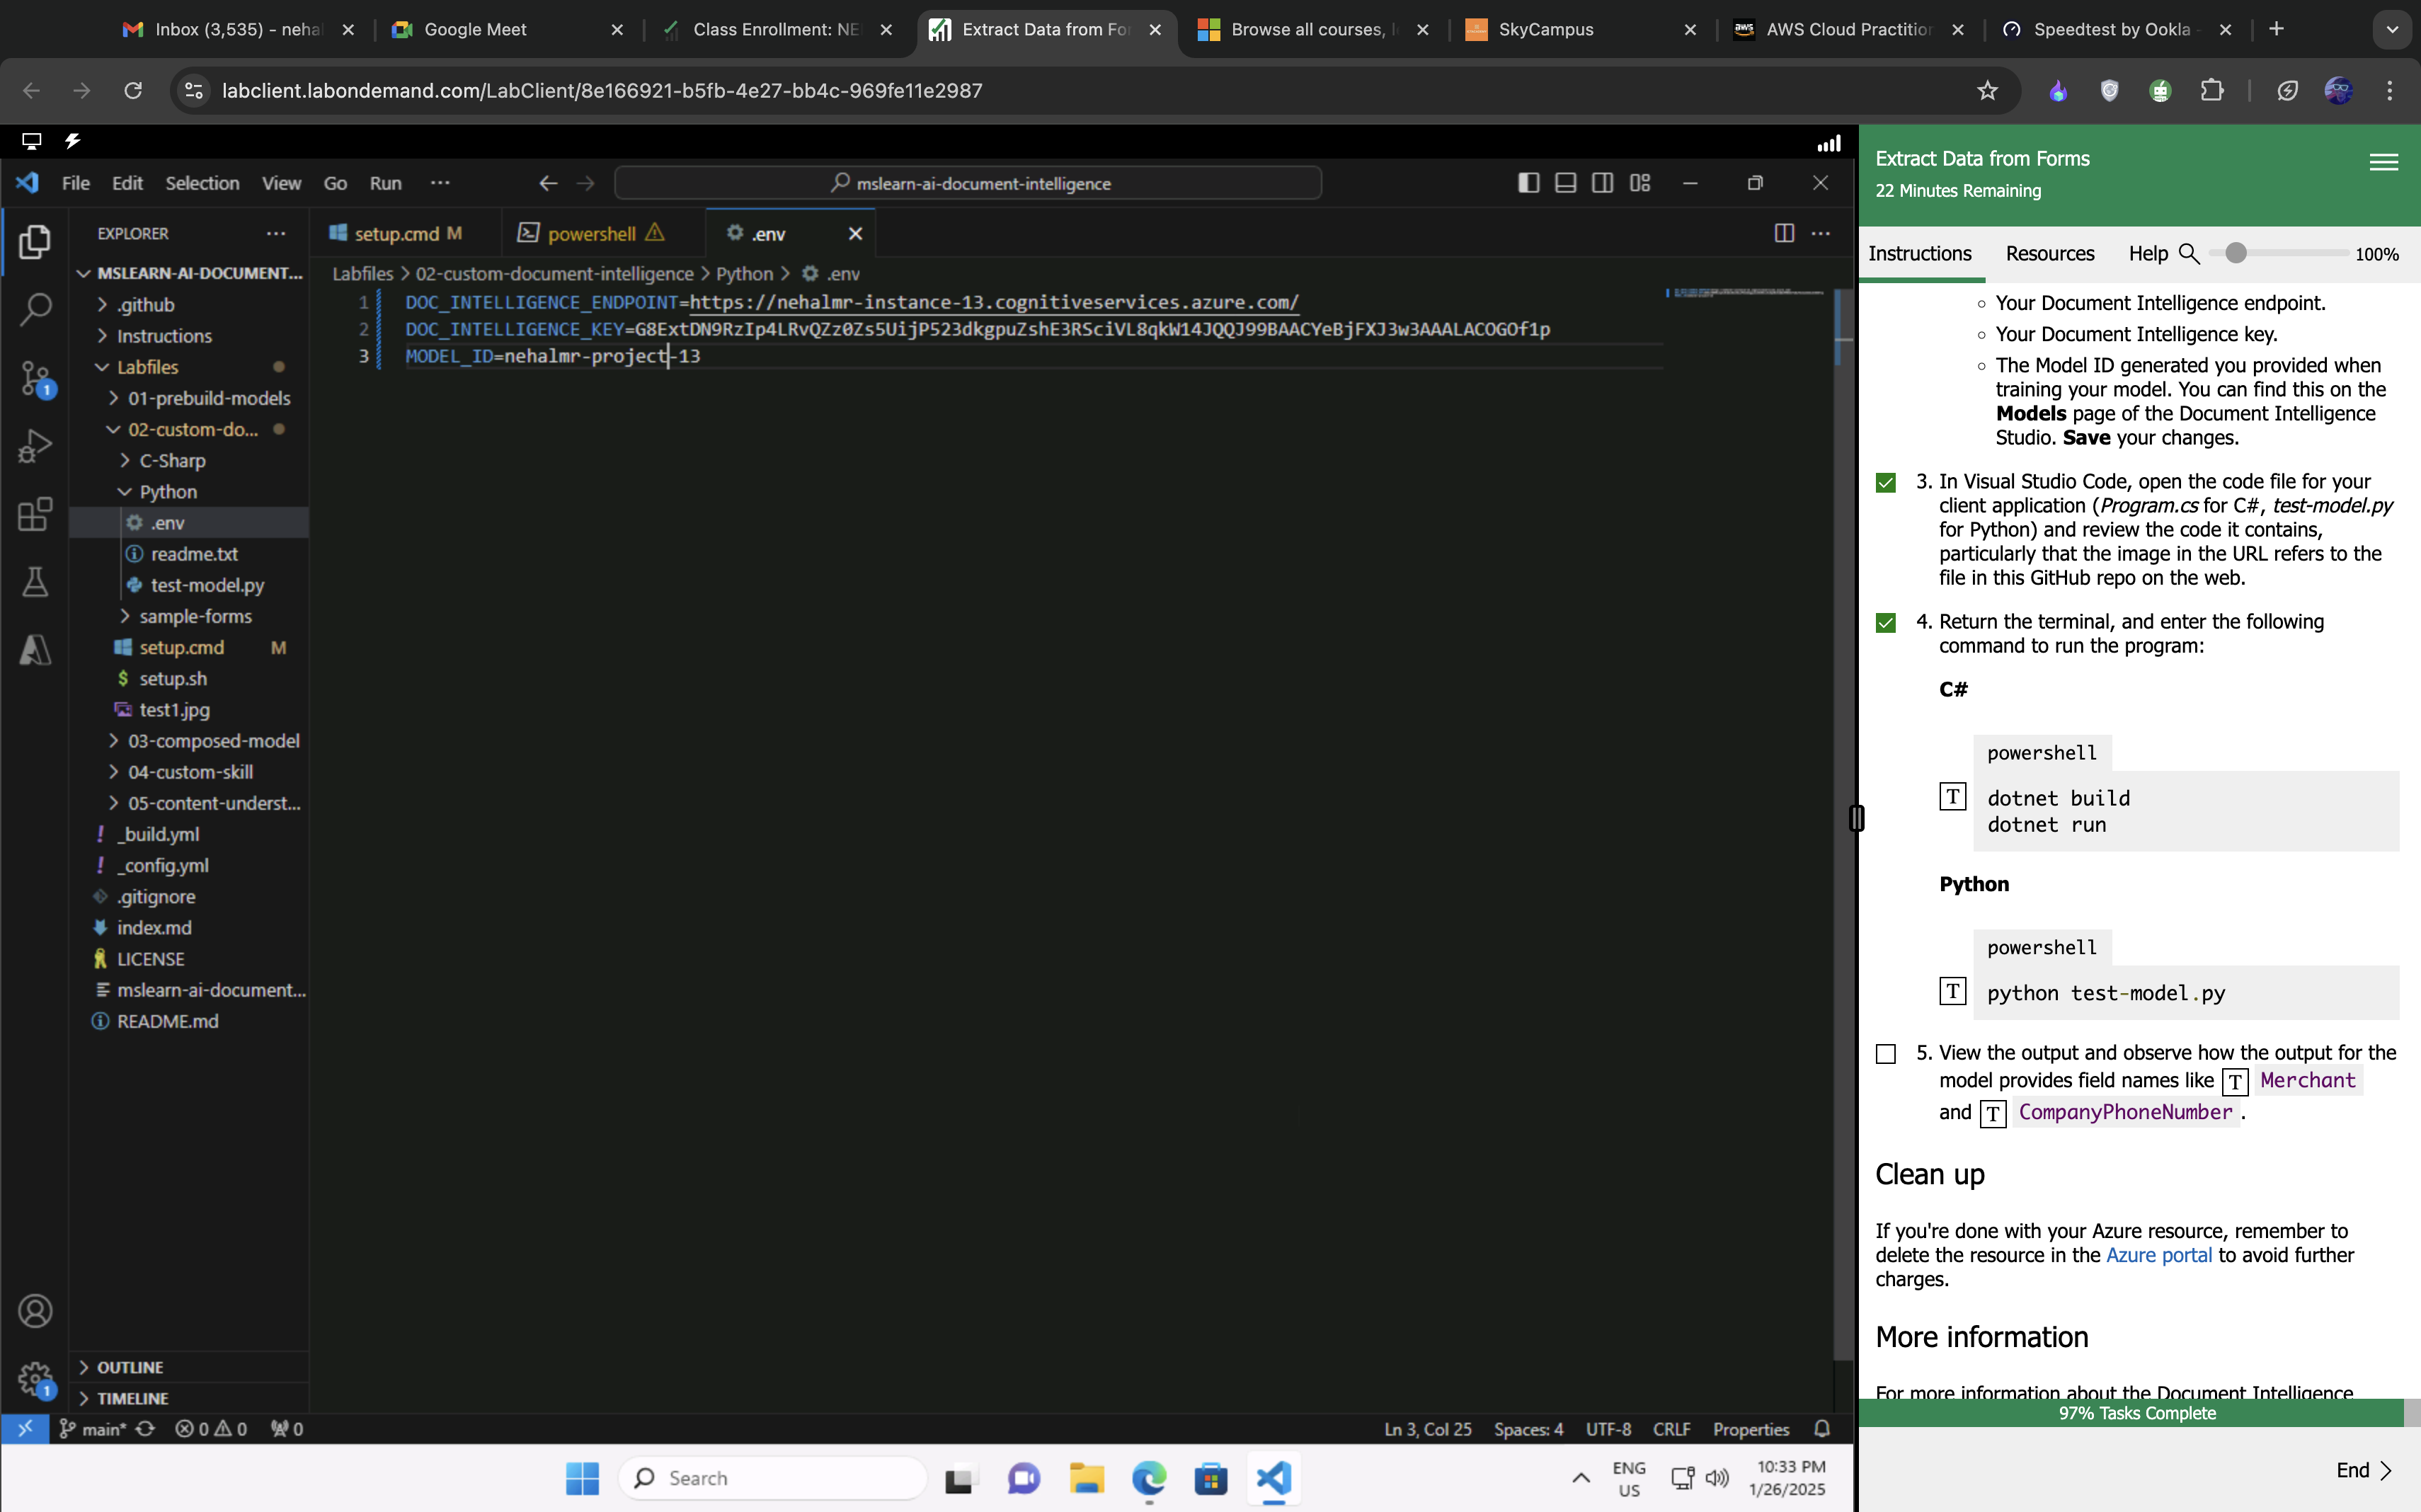 Inbox (3,535) - neha
Google Meet
Class Enrollment: NE
Extract Data from For
Browse all courses, l
SkyCampus
AWS Cloud Practition
Speedtest by Ookla -
labclient.labondemand.com/LabClient/8e166921-b5fb-4e27-bb4c-969fe11e2987
File Edit Selection View Go Run ···
mslearn-ai-document-intelligence
EXPLORER ···
MSLEARN-AI-DOCUMENT...
.github
Instructions
Labfiles
01-prebuild-models
02-custom-do...
C-Sharp
Python
.env
readme.txt
test-model.py
sample-forms
setup.cmd M
setup.sh
test1.jpg
03-composed-model
04-custom-skill
05-content-underst...
_build.yml
_config.yml
.gitignore
index.md
LICENSE
mslearn-ai-document...
README.md
OUTLINE
TIMELINE
setup.cmd M
powershell
.env
Labfiles > 02-custom-document-intelligence > Python > .env
1 DOC_INTELLIGENCE_ENDPOINT=https://nehalmr-instance-13.cognitiveservices.azure.com/
2 DOC_INTELLIGENCE_KEY=G8ExtDN9RzIp4LRvQZz0Zs5UijP523dkgpuZshE3RSciVL8qkW14JQQJ99BAACYeBjFXJ3w3AAALACOGOf1p
3 MODEL_ID=nehalmr-project-13
main* 0 0 0
Ln 3, Col 25 Spaces: 4 UTF-8 CRLF Properties
Search
ENG
US
10:33 PM
1/26/2025
Extract Data from Forms
22 Minutes Remaining
Instructions Resources Help 100%
Your Document Intelligence endpoint.
Your Document Intelligence key.
The Model ID generated you provided when
training your model. You can find this on the
Models page of the Document Intelligence
Studio. Save your changes.
3. In Visual Studio Code, open the code file for your
client application (Program.cs for C#, test-model.py
for Python) and review the code it contains,
particularly that the image in the URL refers to the
file in this GitHub repo on the web.
4. Return the terminal, and enter the following
command to run the program:
C#
powershell
T dotnet build
dotnet run
Python
powershell
T python test-model.py
5. View the output and observe how the output for the
model provides field names like T Merchant
and T CompanyPhoneNumber .
Clean up
If you're done with your Azure resource, remember to
delete the resource in the Azure portal to avoid further
charges.
More information
For more information about the Document Intelligence
97% Tasks Complete
End